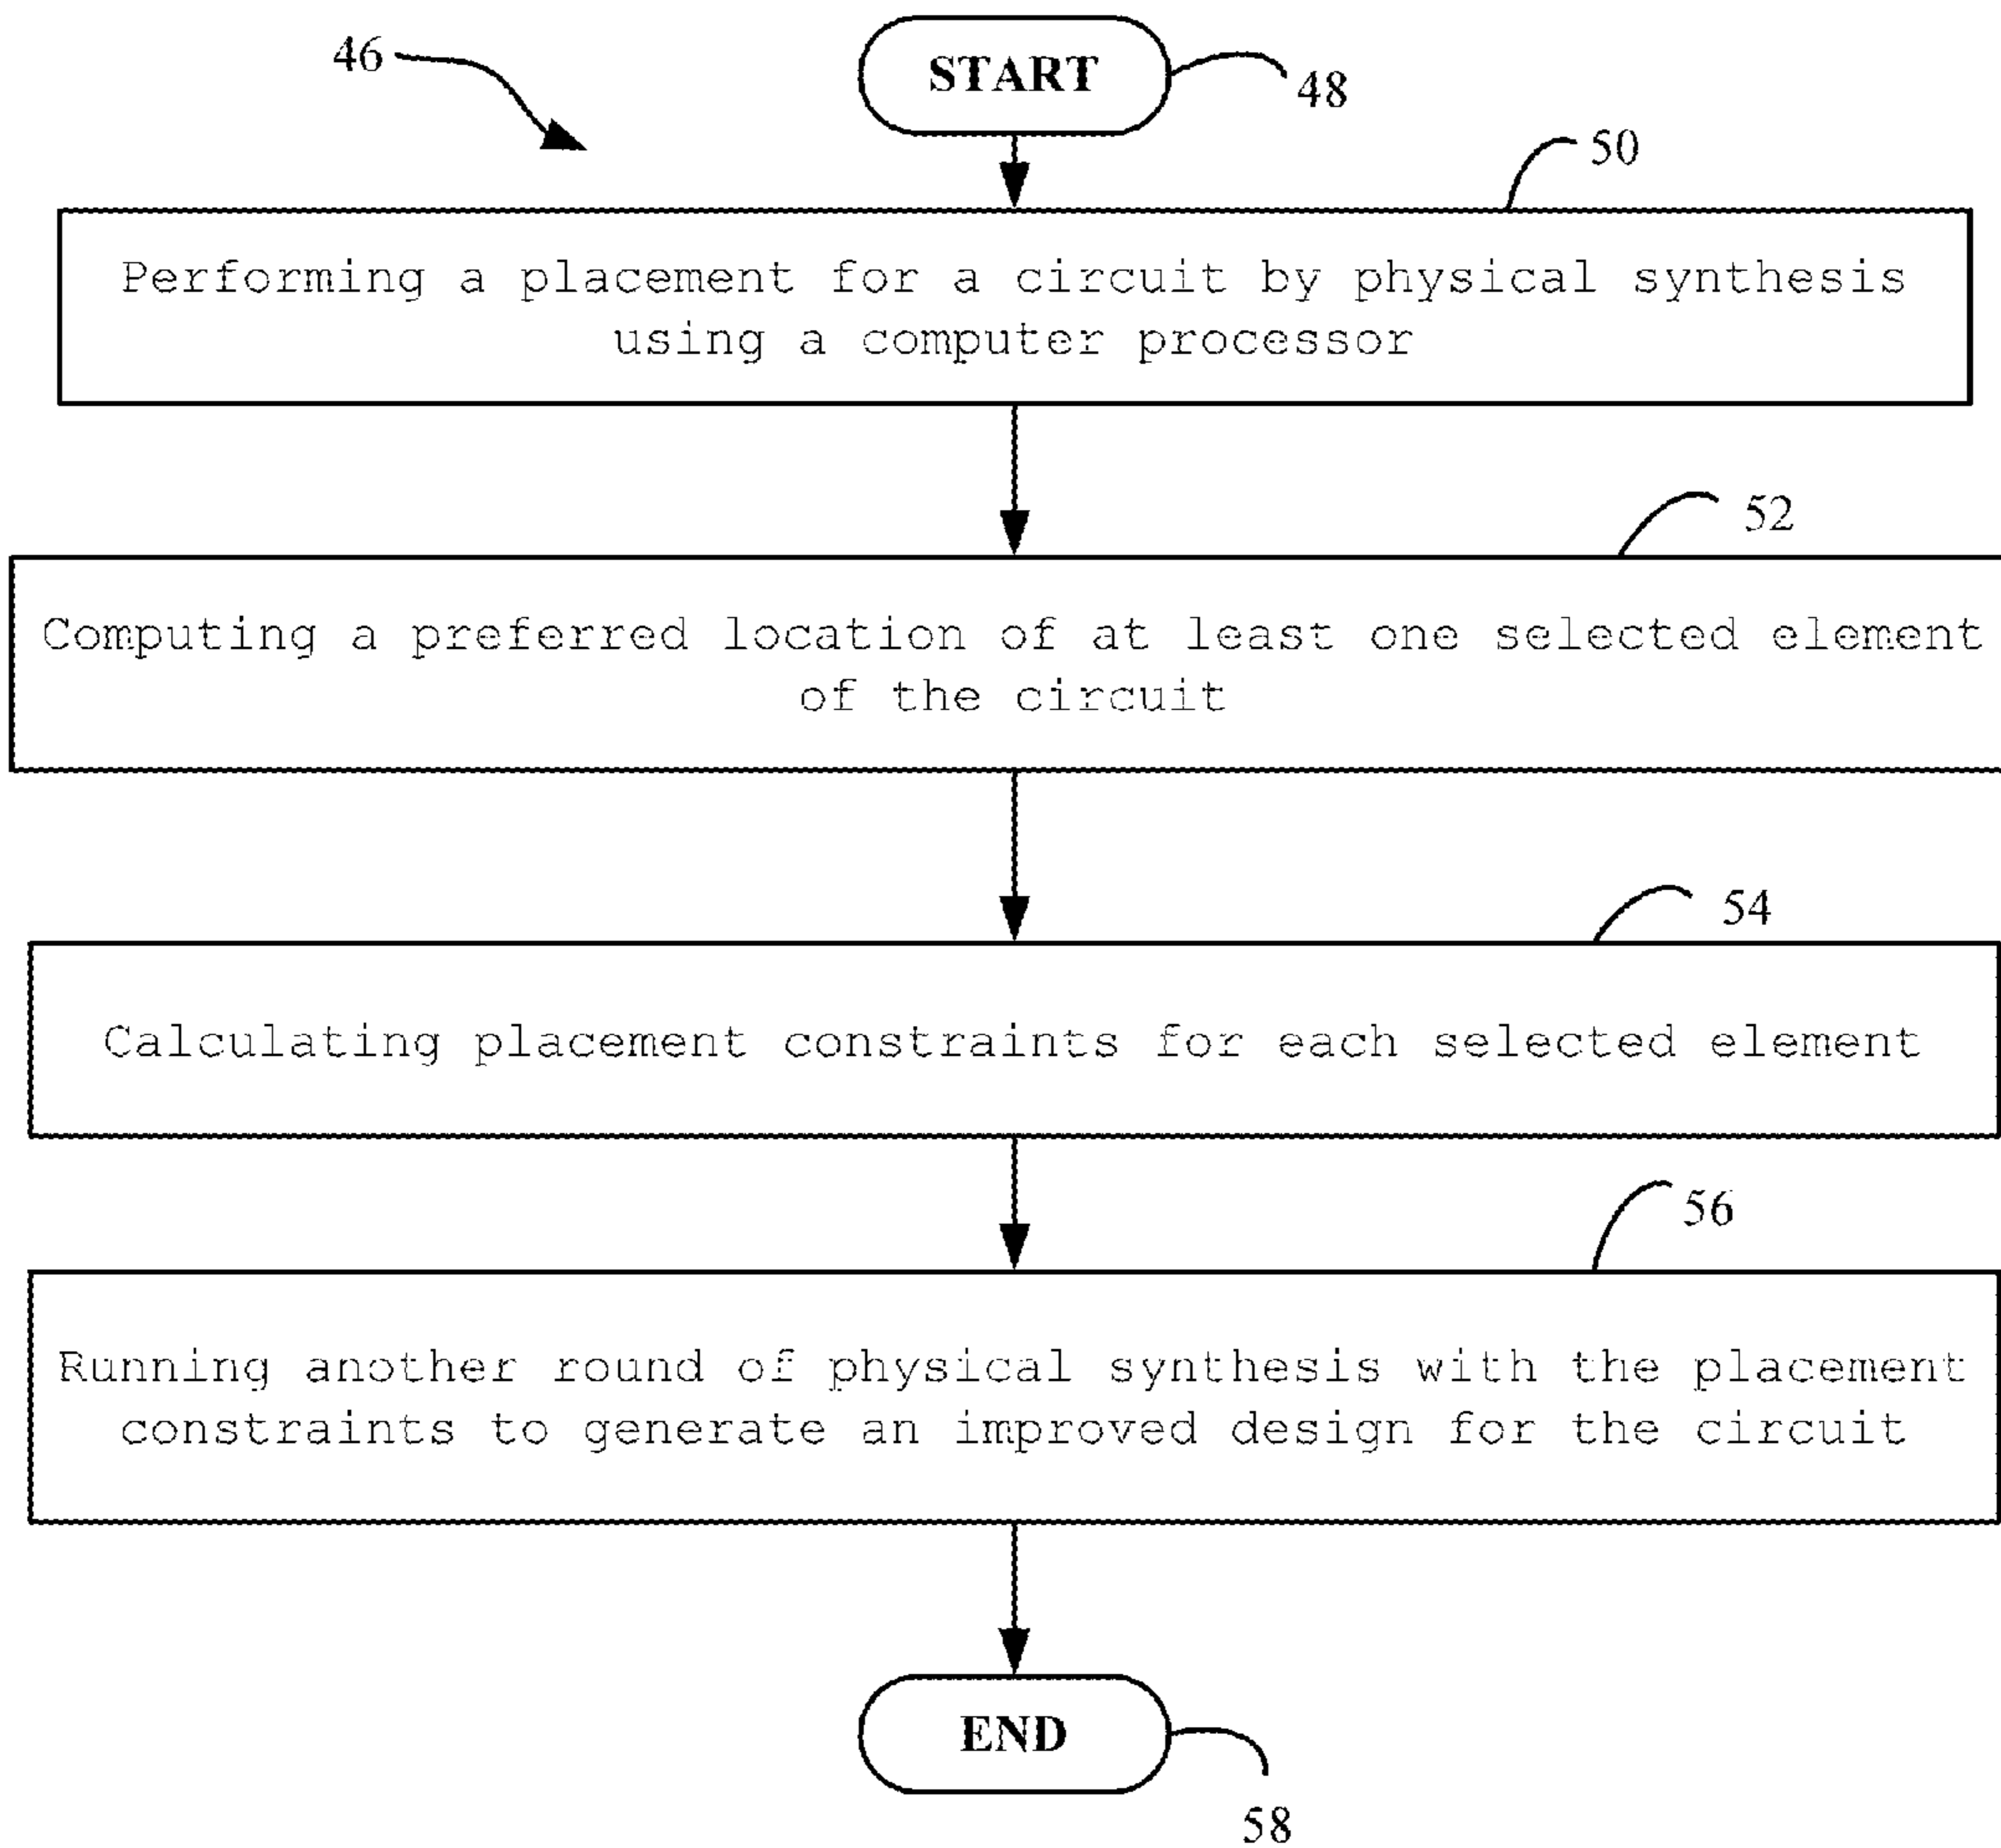 46
START
48
50
Performing a placement for a circuit by physical synthesis
using a computer processor
52
Computing a preferred location of at least one selected element
of the circuit
54
Calculating placement constraints for each selected element
56
Running another round of physical synthesis with the placement
constraints to generate an improved design for the circuit
END
58